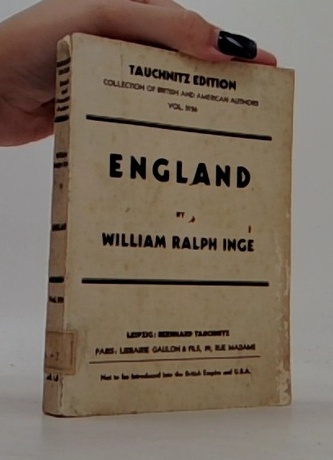 TAUCHNITZ EDITION
COLLECTION OF BRITISH AND AMERICAN AUTHORS
VOL.
ENGLAND
BY
WILLIAM RALPH INGE
LEIPZIG: BERNHARD TAUCHNITZ
PARIS: LIBRAIRIE GAULON & FILS, 39, RUE MADAME
Not to be introduced into the British Empire and U.S.A.